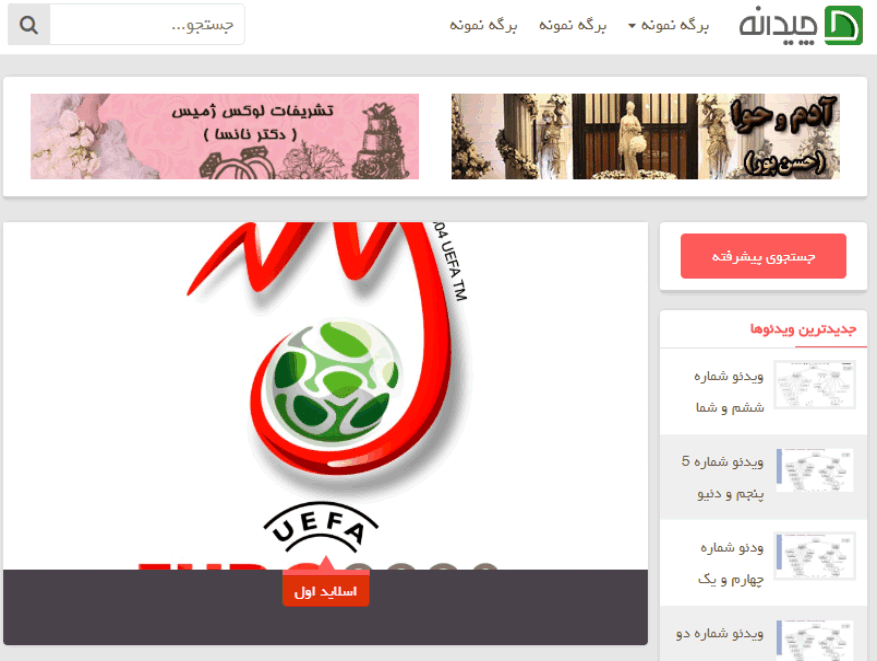 چیدانه
برگه نمونه
برگه نمونه
برگه نمونه
جستجو...
آدم و حوا
(حسن پور)
تشریفات لوکس ژمیس
( دکتر نانسا )
جستجوی پیشرفته
جدیدترین ویدئوها
ویدئو شماره
ششم و شما
ویدئو شماره 5
پنجم و دئیو
ودئو شماره
چهارم و یک
ویدئو شماره دو
04 UEFA TM
UEFA
اسلاید اول